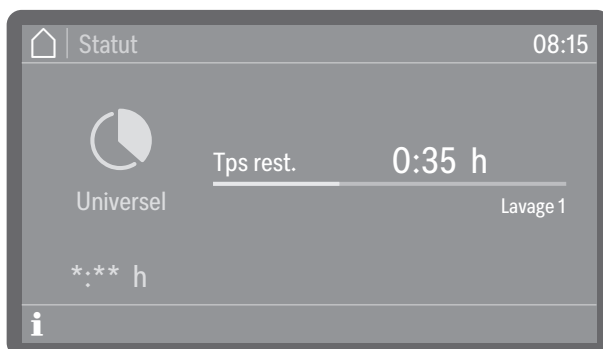 Statut 08:15
Tps rest. 0:35 h
Universel
Lavage 1
*:** h
i